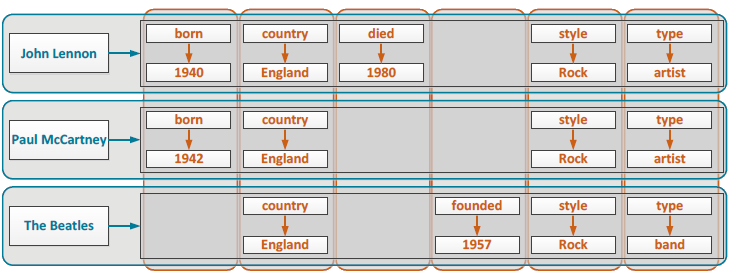 born country died style type
John Lennon
1940 England 1980 Rock artist
born country style type
Paul McCartney
1942 England Rock artist
country founded style type
The Beatles
England 1957 Rock band